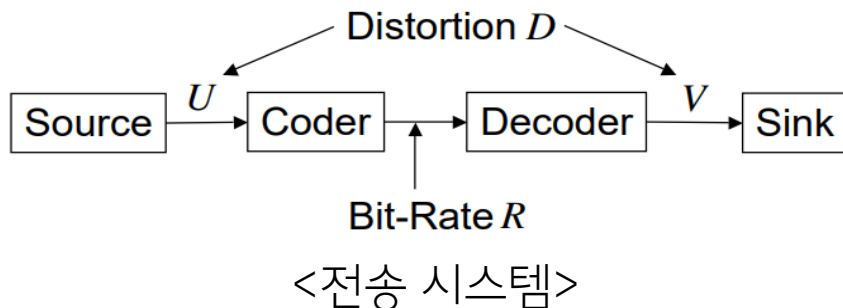 Distortion D
U
V
Source Coder Decoder Sink
Bit-Rate R
<전송 시스템>